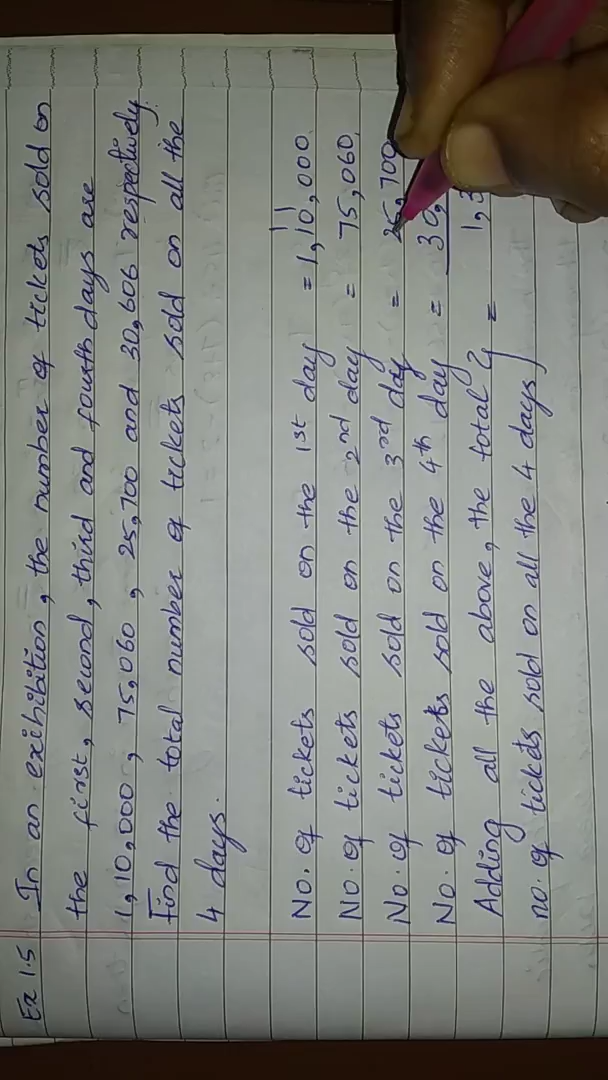 Ex 1.5 In an exihibition, the number of tickets sold on
the first, second, third and fourth days are
1,10,000, 75,060, 25,700 and 30,606 respectively.
Find the total number of tickets sold on all the
4 days.
No. of tickets sold on the 1st day = 1,10,000
No. of tickets sold on the 2nd day = 75,060
No. of tickets sold on the 3rd day = 25,700
No. of tickets sold on the 4th day =
Adding all the above, the total } =
no. of tickets sold on all the 4 days